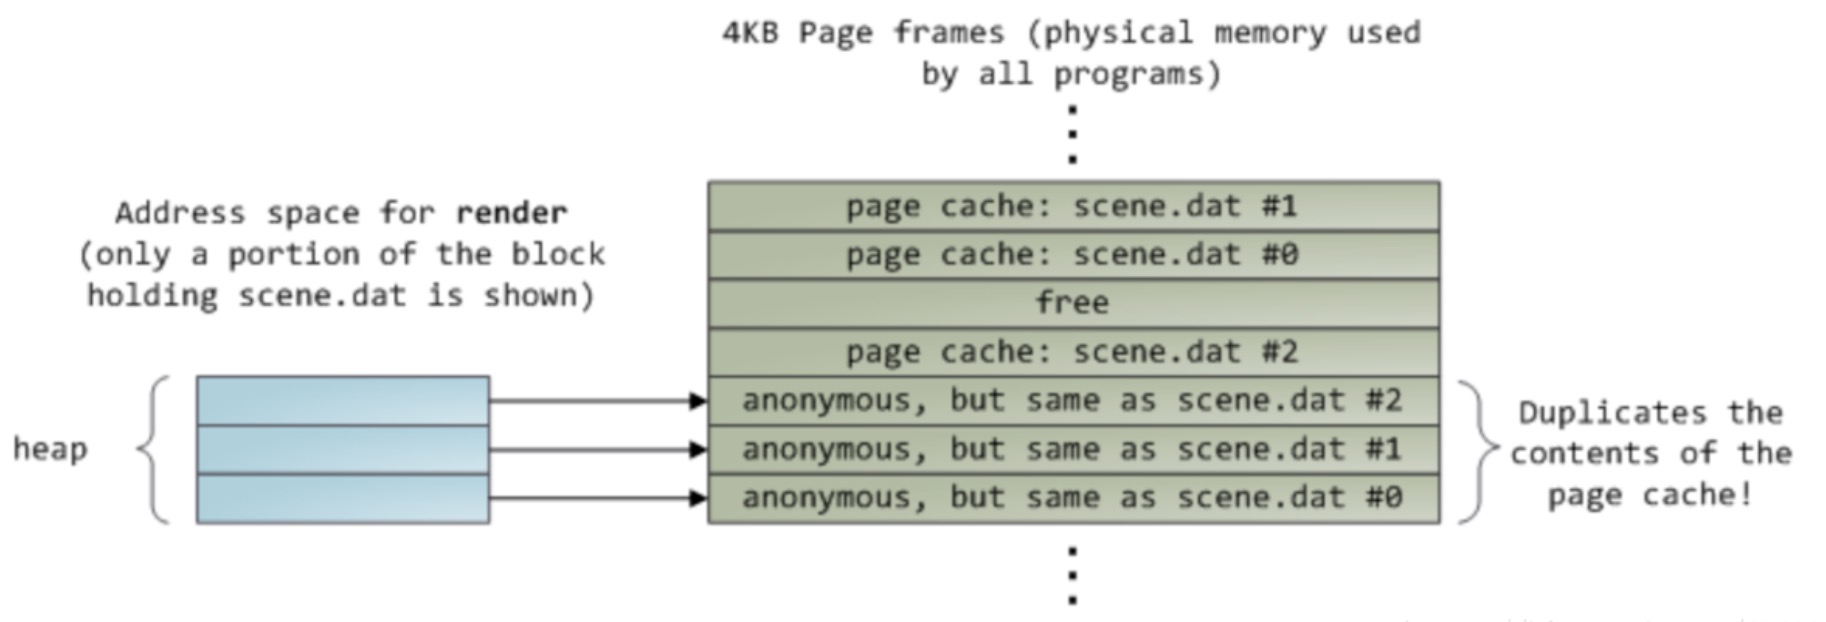 4KB Page frames (physical memory used
by all programs)
Address space for render
(only a portion of the block
holding scene.dat is shown)
page cache: scene.dat #1
page cache: scene.dat #0
free
page cache: scene.dat #2
anonymous, but same as scene.dat #2
anonymous, but same as scene.dat #1
anonymous, but same as scene.dat #0
heap
Duplicates the
contents of the
page cache!